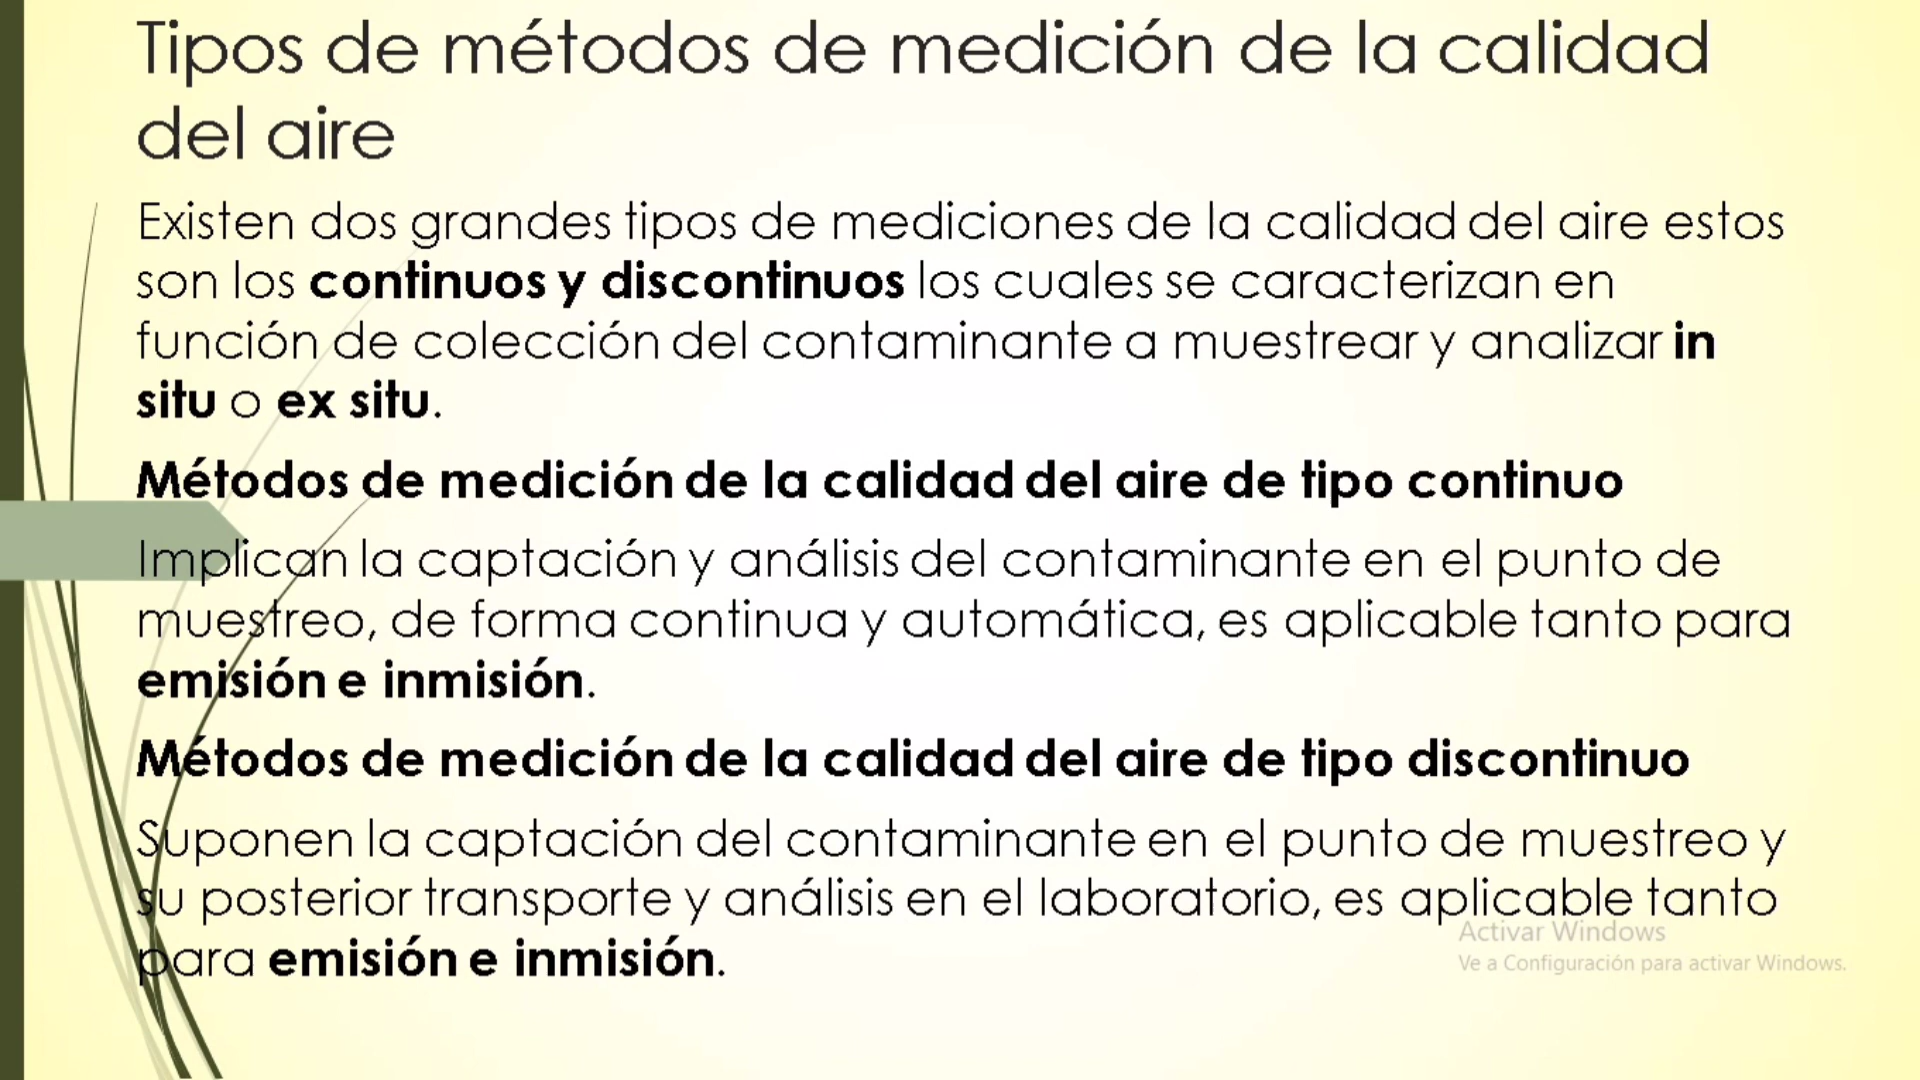 Tipos de métodos de medición de la calidad
del aire
Existen dos grandes tipos de mediciones de la calidad del aire estos
son los continuos y discontinuos los cuales se caracterizan en
función de colección del contaminante a muestrear y analizar in
situ o ex situ.
Métodos de medición de la calidad del aire de tipo continuo
Implican la captación y análisis del contaminante en el punto de
muestreo, de forma continua y automática, es aplicable tanto para
emisión e inmisión.
Métodos de medición de la calidad del aire de tipo discontinuo
Suponen la captación del contaminante en el punto de muestreo y
su posterior transporte y análisis en el laboratorio, es aplicable tanto
para emisión e inmisión.
Activar Windows
Ve a Configuración para activar Windows.